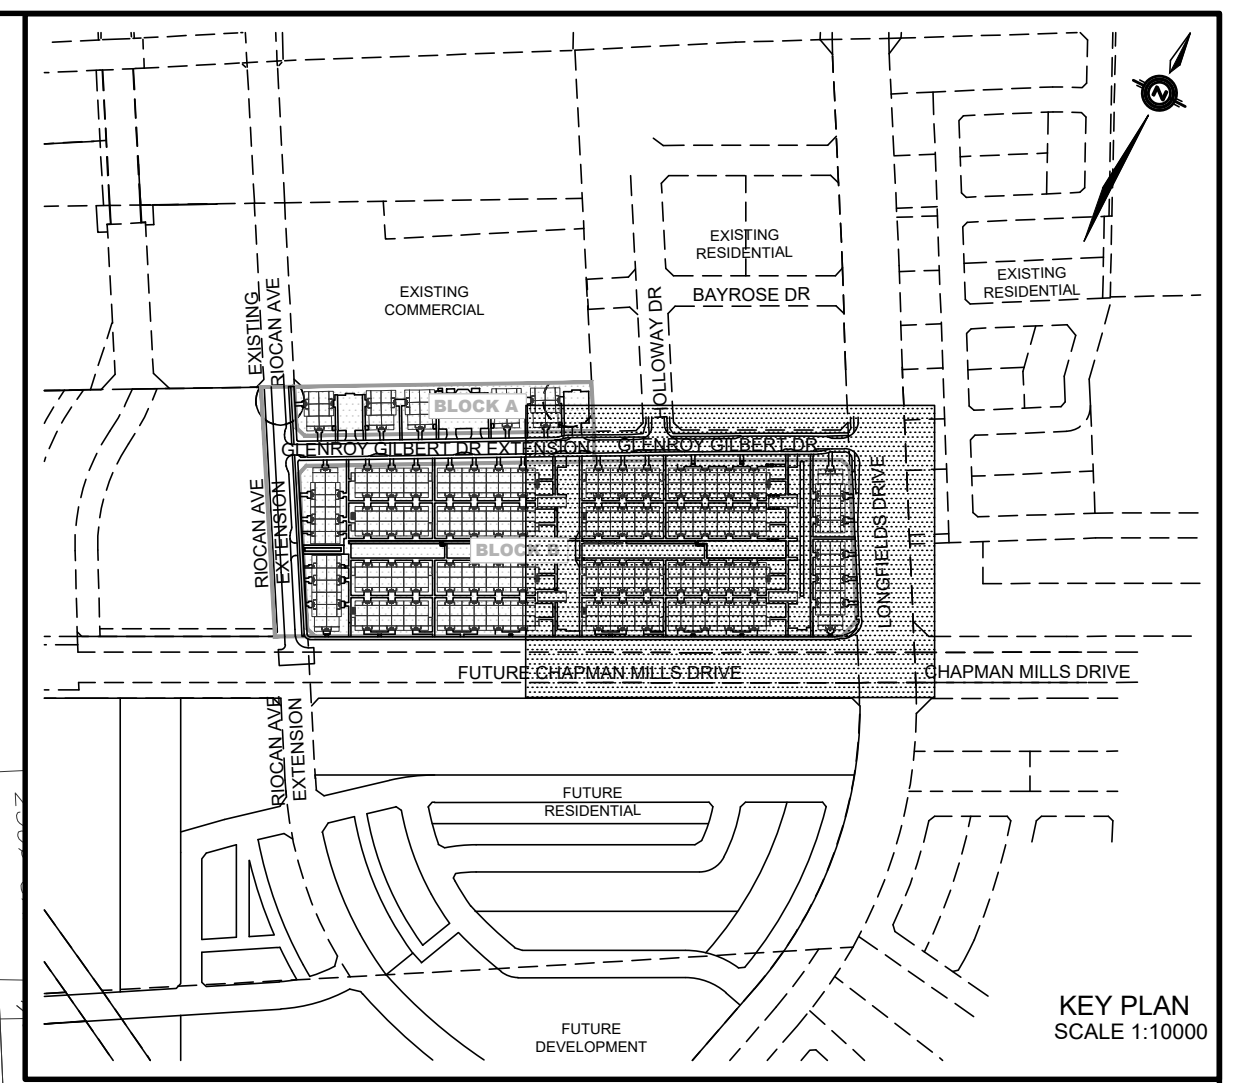 EXISTING
RESIDENTIAL
EXISTING
RESIDENTIAL
EXISTING
COMMERCIAL
BAYROSE DR
HOLLOWAY DR
EXISTING
RIOCAN AVE
BLOCK A
GLENROY GILBERT DR EXTENSION
GLENROY GILBERT DR
RIOCAN AVE
EXTENSION
BLOCK B
LONGFIELDS DRIVE
FUTURE CHAPMAN MILLS DRIVE
CHAPMAN MILLS DRIVE
RIOCAN AVE
EXTENSION
FUTURE
RESIDENTIAL
FUTURE
DEVELOPMENT
KEY PLAN
SCALE 1:10000
N